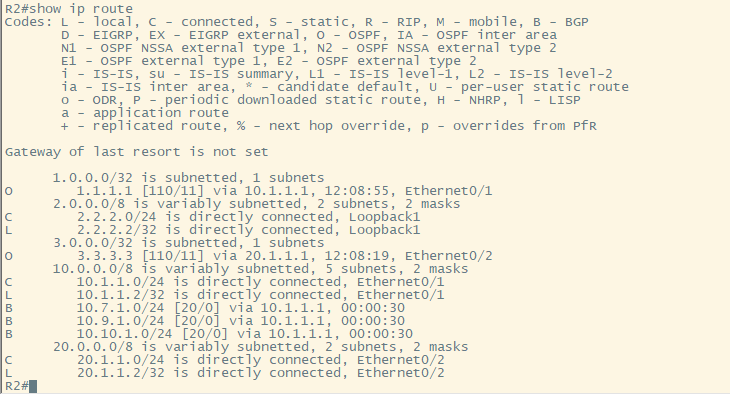 R2#show ip route
Codes: L - local, C - connected, S - static, R - RIP, M - mobile, B - BGP
       D - EIGRP, EX - EIGRP external, O - OSPF, IA - OSPF inter area
       N1 - OSPF NSSA external type 1, N2 - OSPF NSSA external type 2
       E1 - OSPF external type 1, E2 - OSPF external type 2
       i - IS-IS, su - IS-IS summary, L1 - IS-IS level-1, L2 - IS-IS level-2
       ia - IS-IS inter area, * - candidate default, U - per-user static route
       o - ODR, P - periodic downloaded static route, H - NHRP, l - LISP
       a - application route
       + - replicated route, % - next hop override, p - overrides from PfR

Gateway of last resort is not set

      1.0.0.0/32 is subnetted, 1 subnets
O        1.1.1.1 [110/11] via 10.1.1.1, 12:08:55, Ethernet0/1
      2.0.0.0/8 is variably subnetted, 2 subnets, 2 masks
C        2.2.2.0/24 is directly connected, Loopback1
L        2.2.2.2/32 is directly connected, Loopback1
      3.0.0.0/32 is subnetted, 1 subnets
O        3.3.3.3 [110/11] via 20.1.1.1, 12:08:19, Ethernet0/2
      10.0.0.0/8 is variably subnetted, 5 subnets, 2 masks
C        10.1.1.0/24 is directly connected, Ethernet0/1
L        10.1.1.2/32 is directly connected, Ethernet0/1
B        10.7.1.0/24 [20/0] via 10.1.1.1, 00:00:30
B        10.9.1.0/24 [20/0] via 10.1.1.1, 00:00:30
B        10.10.1.0/24 [20/0] via 10.1.1.1, 00:00:30
      20.0.0.0/8 is variably subnetted, 2 subnets, 2 masks
C        20.1.1.0/24 is directly connected, Ethernet0/2
L        20.1.1.2/32 is directly connected, Ethernet0/2
R2#